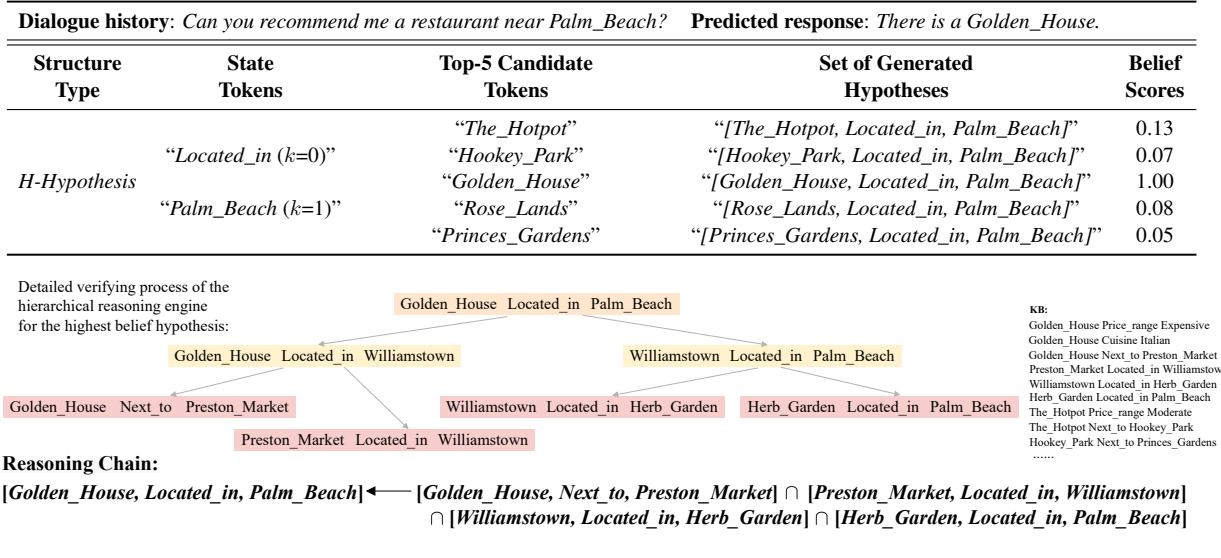 Dialogue history: Can you recommend me a restaurant near Palm_Beach? Predicted response: There is a Golden_House.
Structure Type State Tokens Top-5 Candidate Tokens Set of Generated Hypotheses Belief Scores
"The_Hotpot" "[The_Hotpot, Located_in, Palm_Beach]" 0.13
"Located_in (k=0)" "Hookey_Park" "[Hookey_Park, Located_in, Palm_Beach]" 0.07
H-Hypothesis "Golden_House" "[Golden_House, Located_in, Palm_Beach]" 1.00
"Palm_Beach (k=1)" "Rose_Lands" "[Rose_Lands, Located_in, Palm_Beach]" 0.08
"Princes_Gardens" "[Princes_Gardens, Located_in, Palm_Beach]" 0.05
Detailed verifying process of the
hierarchical reasoning engine
for the highest belief hypothesis:
Golden_House Located_in Palm_Beach
Golden_House Located_in Williamstown
Williamstown Located_in Palm_Beach
Golden_House Next_to Preston_Market
Williamstown Located_in Herb_Garden
Herb_Garden Located_in Palm_Beach
Preston_Market Located_in Williamstown
KB:
Golden_House Price_range Expensive
Golden_House Cuisine Italian
Golden_House Next_to Preston_Market
Preston_Market Located_in Williamstow
Williamstown Located_in Herb_Garden
Herb_Garden Located_in Palm_Beach
The_Hotpot Price_range Moderate
The_Hotpot Next_to Hookey_Park
Hookey_Park Next_to Princes_Gardens
......
Reasoning Chain:
[Golden_House, Located_in, Palm_Beach] ← [Golden_House, Next_to, Preston_Market] ∩ [Preston_Market, Located_in, Williamstown]
∩ [Williamstown, Located_in, Herb_Garden] ∩ [Herb_Garden, Located_in, Palm_Beach]